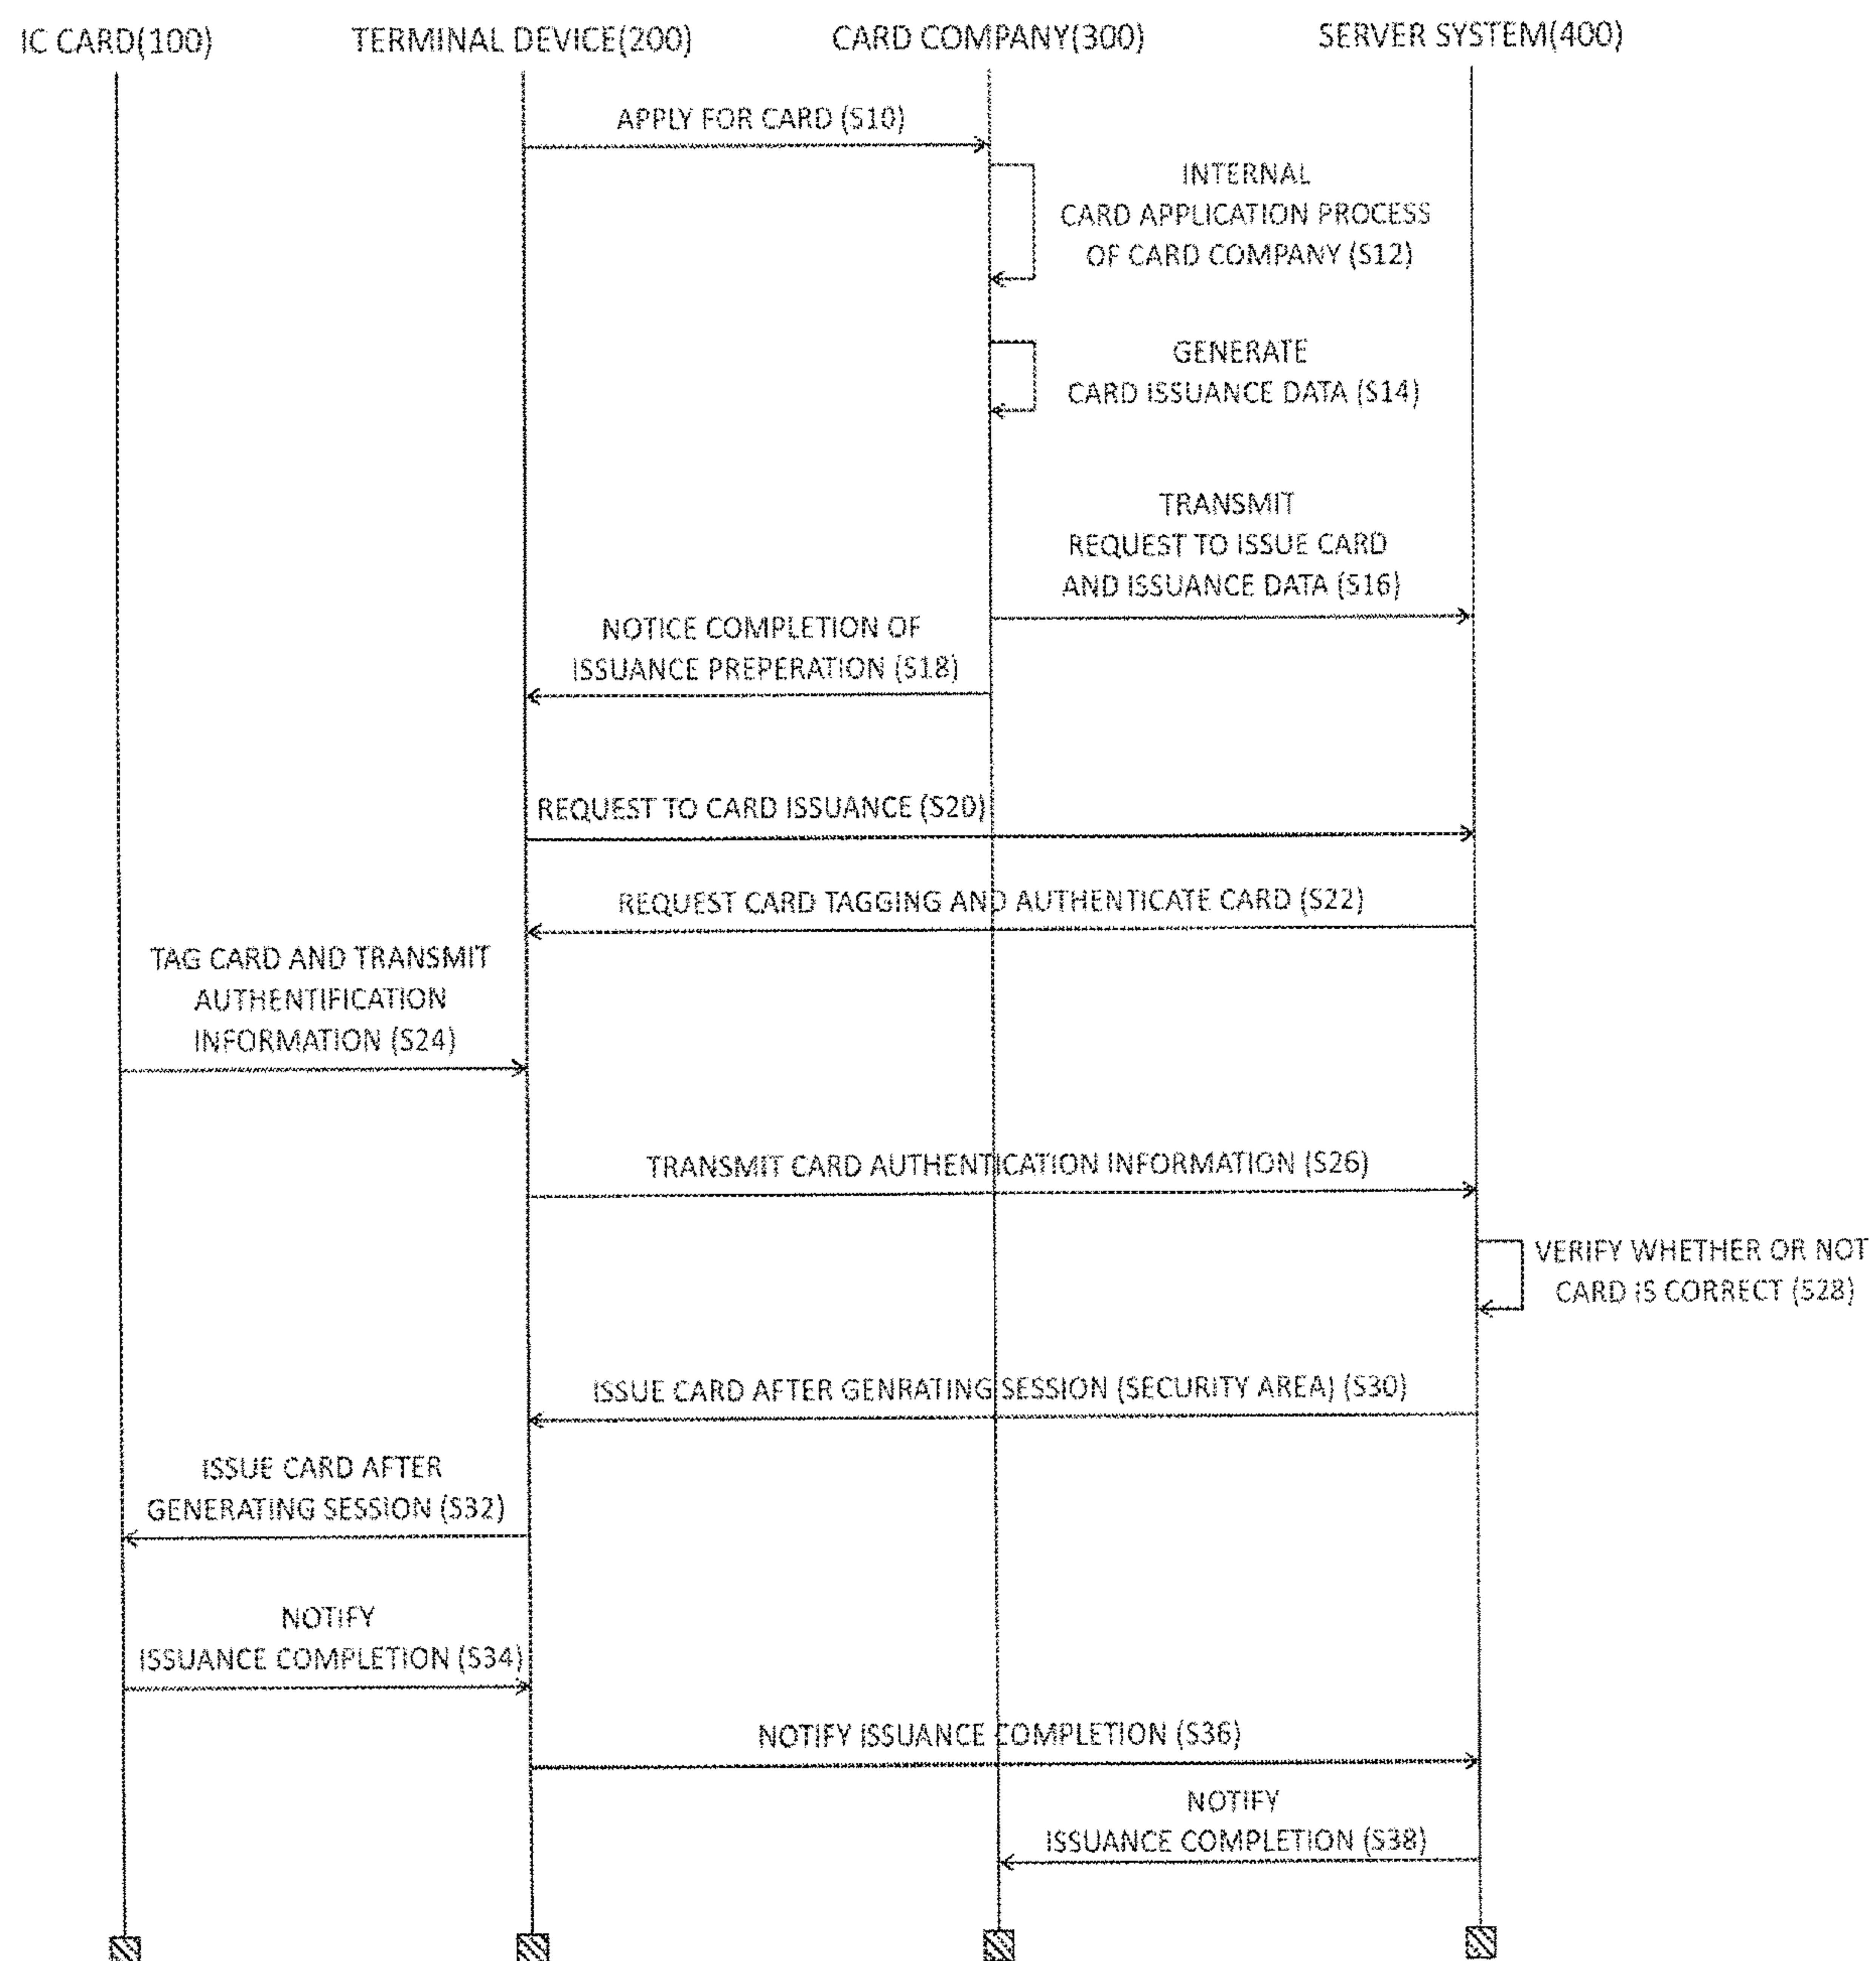 IC CARD(100)
TERMINAL DEVICE(200)
CARD COMPANY(300)
SERVER SYSTEM(400)
APPLY FOR CARD (S10)
INTERNAL
CARD APPLICATION PROCESS
OF CARD COMPANY (S12)
GENERATE
CARD ISSUANCE DATA (S14)
TRANSMIT
REQUEST TO ISSUE CARD
AND ISSUANCE DATA (S16)
NOTICE COMPLETION OF
ISSUANCE PREPERATION (S18)
REQUEST TO CARD ISSUANCE (S20)
REQUEST CARD TAGGING AND AUTHENTICATE CARD (S22)
TAG CARD AND TRANSMIT
AUTHENTIFICATION
INFORMATION (S24)
TRANSMIT CARD AUTHENTICATION INFORMATION (S26)
VERIFY WHETHER OR NOT
CARD IS CORRECT (S28)
ISSUE CARD AFTER GENRATING SESSION (SECURITY AREA) (S30)
ISSUE CARD AFTER
GENERATING SESSION (S32)
NOTIFY
ISSUANCE COMPLETION (S34)
NOTIFY ISSUANCE COMPLETION (S36)
NOTIFY
ISSUANCE COMPLETION (S38)